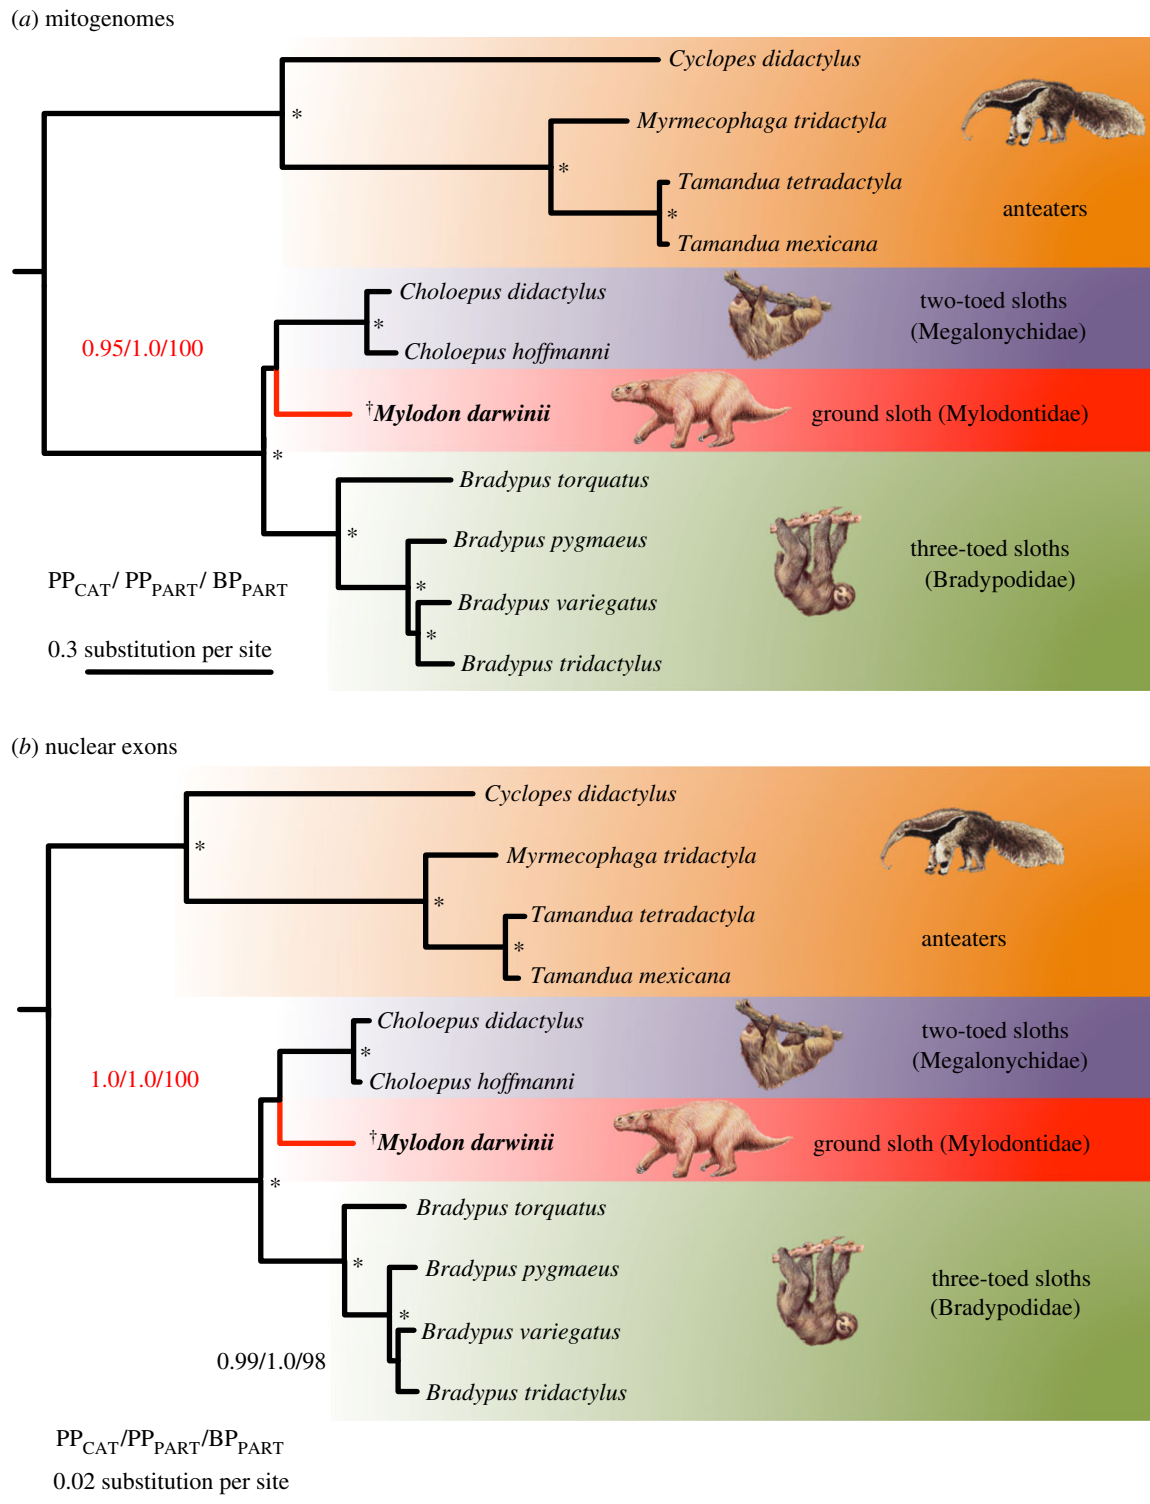 (a) mitogenomes
Cyclopes didactylus
*
Myrmecophaga tridactyla
*
Tamandua tetradactyla
*
anteaters
Tamandua mexicana
Choloepus didactylus
two-toed sloths
*
(Megalonychidae)
0.95/1.0/100
Choloepus hoffmanni
†Mylodon darwinii
ground sloth (Mylodontidae)
*
Bradypus torquatus
*
Bradypus pygmaeus
three-toed sloths
(Bradypodidae)
PPCAT/ PPPART/ BPPART
*
Bradypus variegatus
*
0.3 substitution per site
Bradypus tridactylus
(b) nuclear exons
Cyclopes didactylus
*
Myrmecophaga tridactyla
*
Tamandua tetradactyla
*
anteaters
Tamandua mexicana
Choloepus didactylus
two-toed sloths
*
(Megalonychidae)
1.0/1.0/100
Choloepus hoffmanni
†Mylodon darwinii
ground sloth (Mylodontidae)
*
Bradypus torquatus
*
Bradypus pygmaeus
three-toed sloths
(Bradypodidae)
*
Bradypus variegatus
0.99/1.0/98
Bradypus tridactylus
PPCAT/PPPART/BPPART
0.02 substitution per site